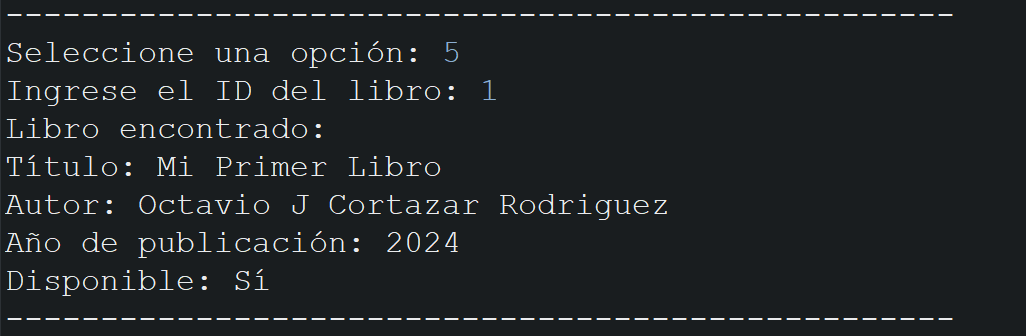 ---------------------------------------------------
Seleccione una opción: 5
Ingrese el ID del libro: 1
Libro encontrado:
Título: Mi Primer Libro
Autor: Octavio J Cortazar Rodriguez
Año de publicación: 2024
Disponible: Sí
---------------------------------------------------